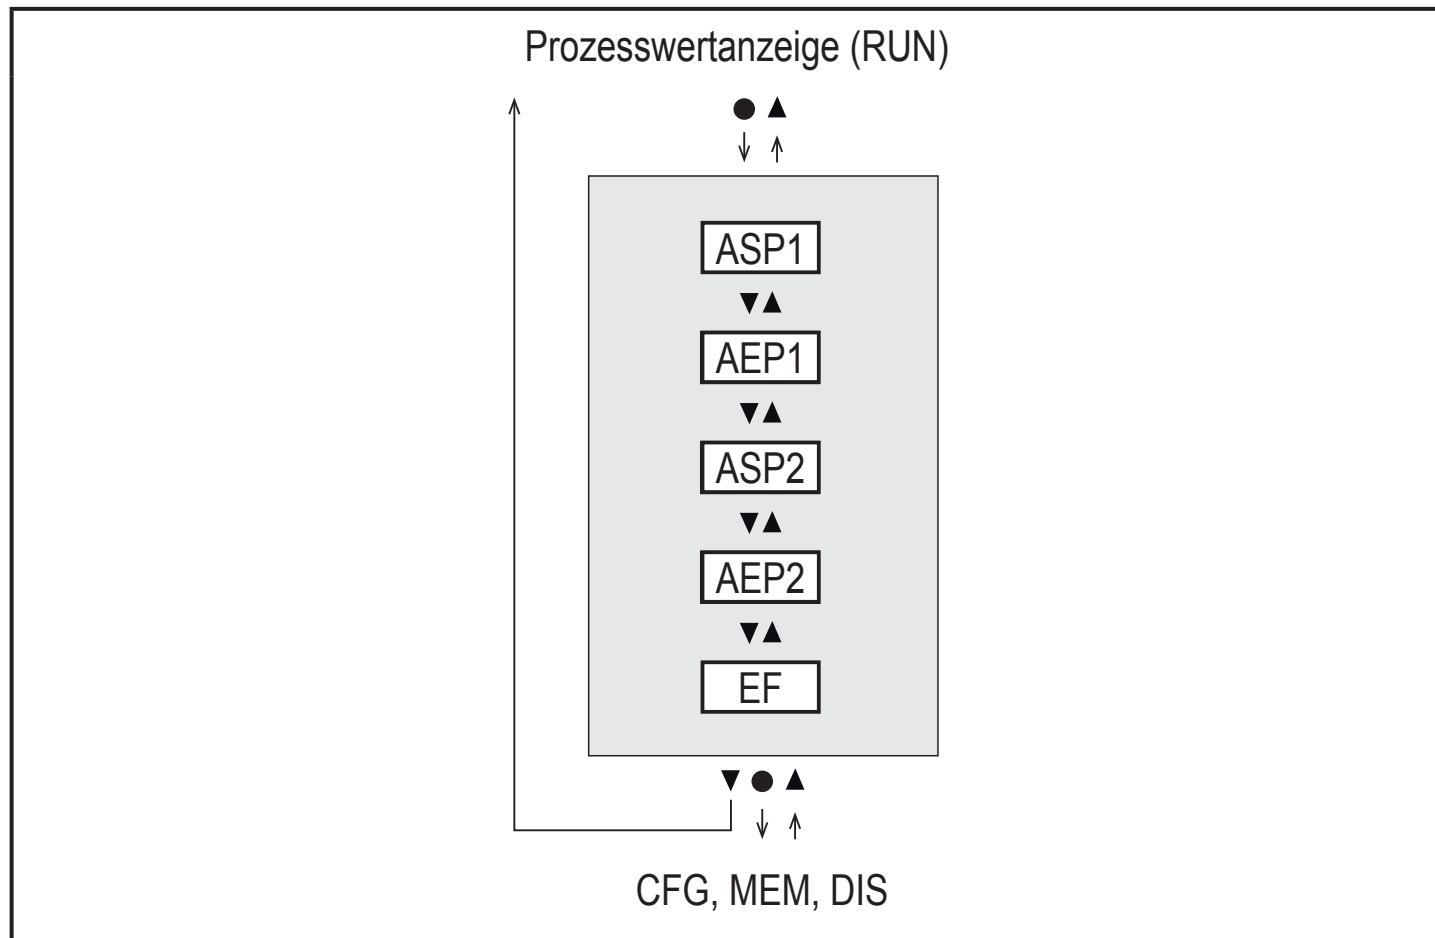 Prozesswertanzeige (RUN)
ASP1
AEP1
ASP2
AEP2
EF
CFG, MEM, DIS